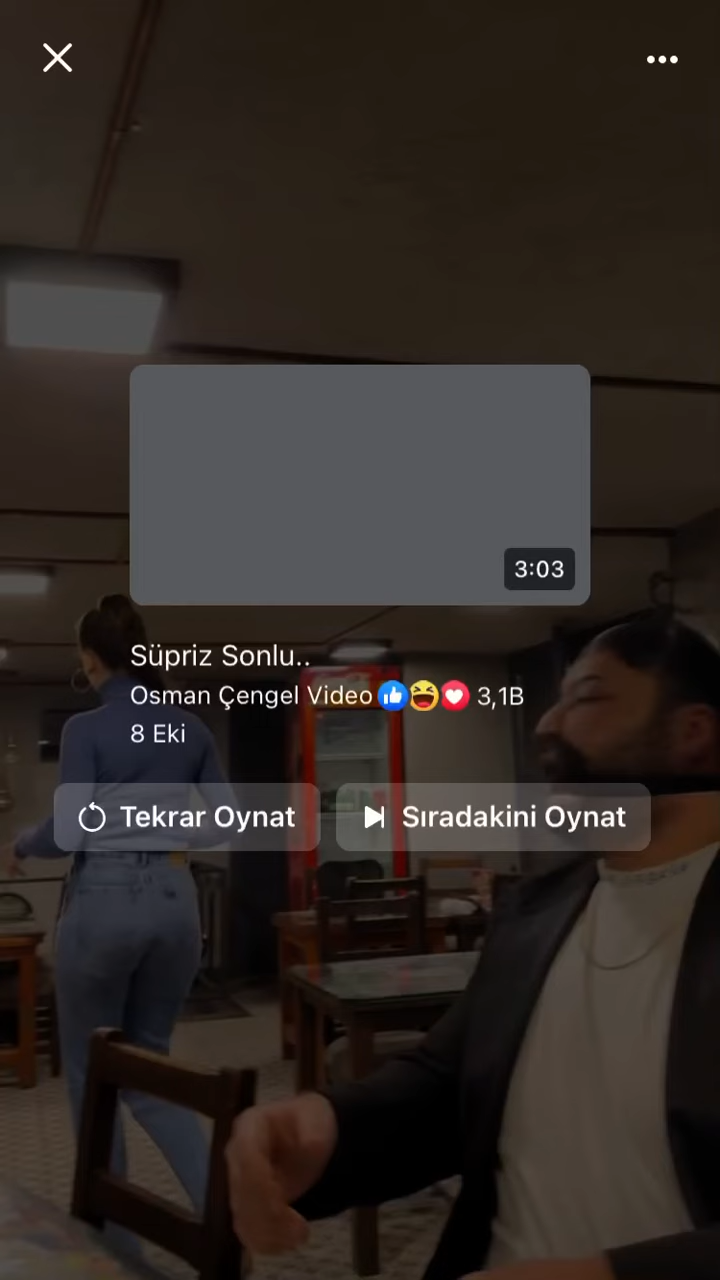 3:03
Süpriz Sonlu..
Osman Çengel Video 3,1B
8 Eki
Tekrar Oynat
Sıradakini Oynat